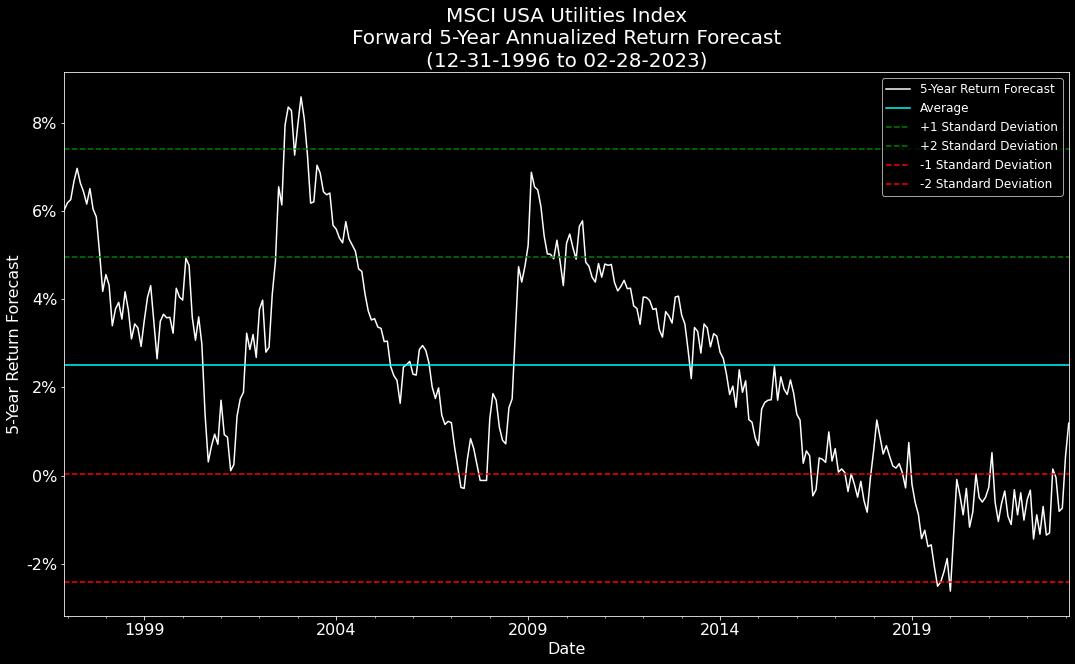 MSCI USA Utilities Index
Forward 5-Year Annualized Return Forecast
(12-31-1996 to 02-28-2023)
5-Year Return Forecast
Average
+1 Standard Deviation
+2 Standard Deviation
-1 Standard Deviation
-2 Standard Deviation
8%
6%
4%
2%
0%
-2%
5-Year Return Forecast
1999
2004
2009
2014
2019
Date